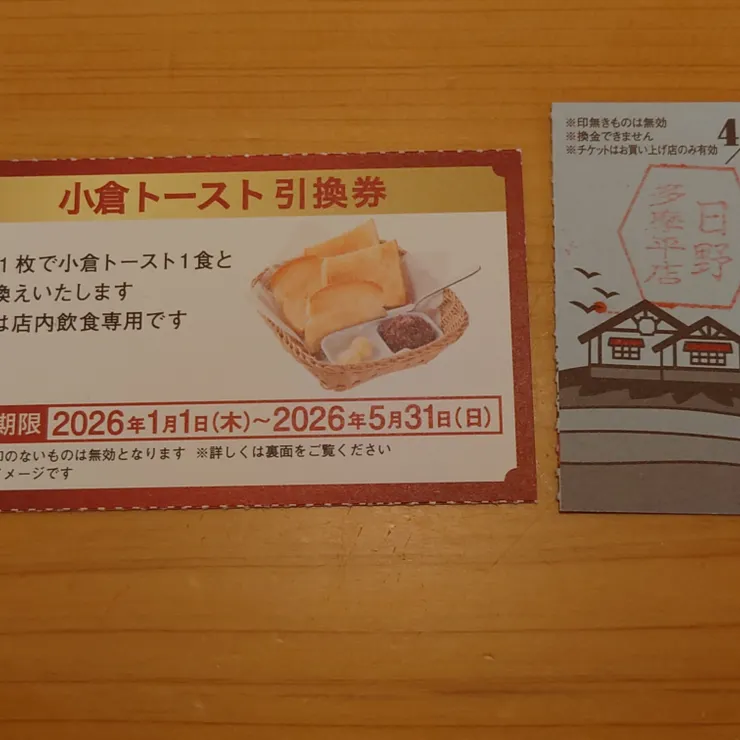 小倉トースト 引換券
1枚で小倉トースト1食と
換えいたします
は店内飲食専用です
期限 2026年1月1日(木)～2026年5月31日(日)
印のないものは無効となります ※詳しくは裏面をご覧ください
メージです
※印無きものは無効
※換金できません
※チケットはお買い上げ店のみ有効
4
日野
多摩平店